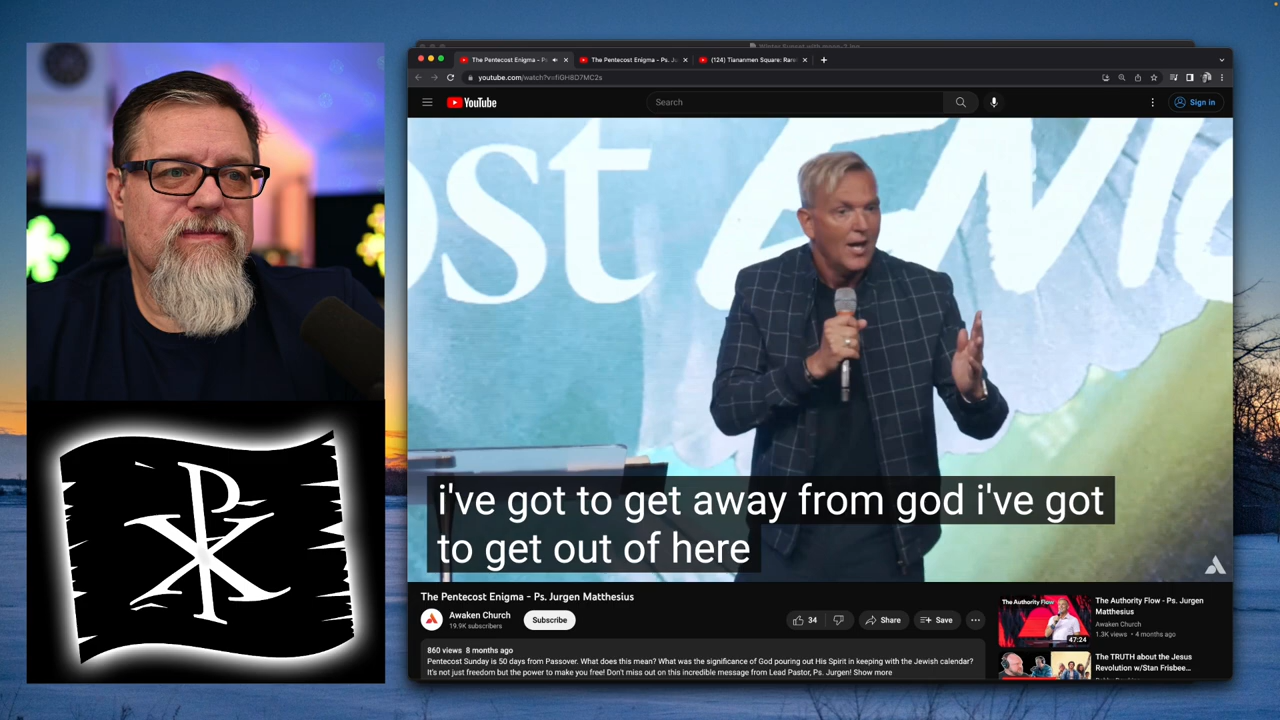 The Pentecost Enigma - P
The Pentecost Enigma - Ps. Ju
(124) Tiananmen Square: Rare
youtube.com/watch?v=fiGH8D7MC2s
YouTube
Search
Sign in
ost
i've got to get away from god i've got
to get out of here
The Pentecost Enigma - Ps. Jurgen Matthesius
Awaken Church
19.9K subscribers
Subscribe
34
Share
Save
860 views 8 months ago
Pentecost Sunday is 50 days from Passover. What does this mean? What was the significance of God pouring out His Spirit in keeping with the Jewish calendar?
It's not just freedom but the power to make you free! Don't miss out on this incredible message from Lead Pastor, Ps. Jurgen! Show more
The Authority Flow
47:24
The Authority Flow - Ps. Jurgen
Matthesius
Awaken Church
1.3K views • 4 months ago
The TRUTH about the Jesus
Revolution w/Stan Frisbee...